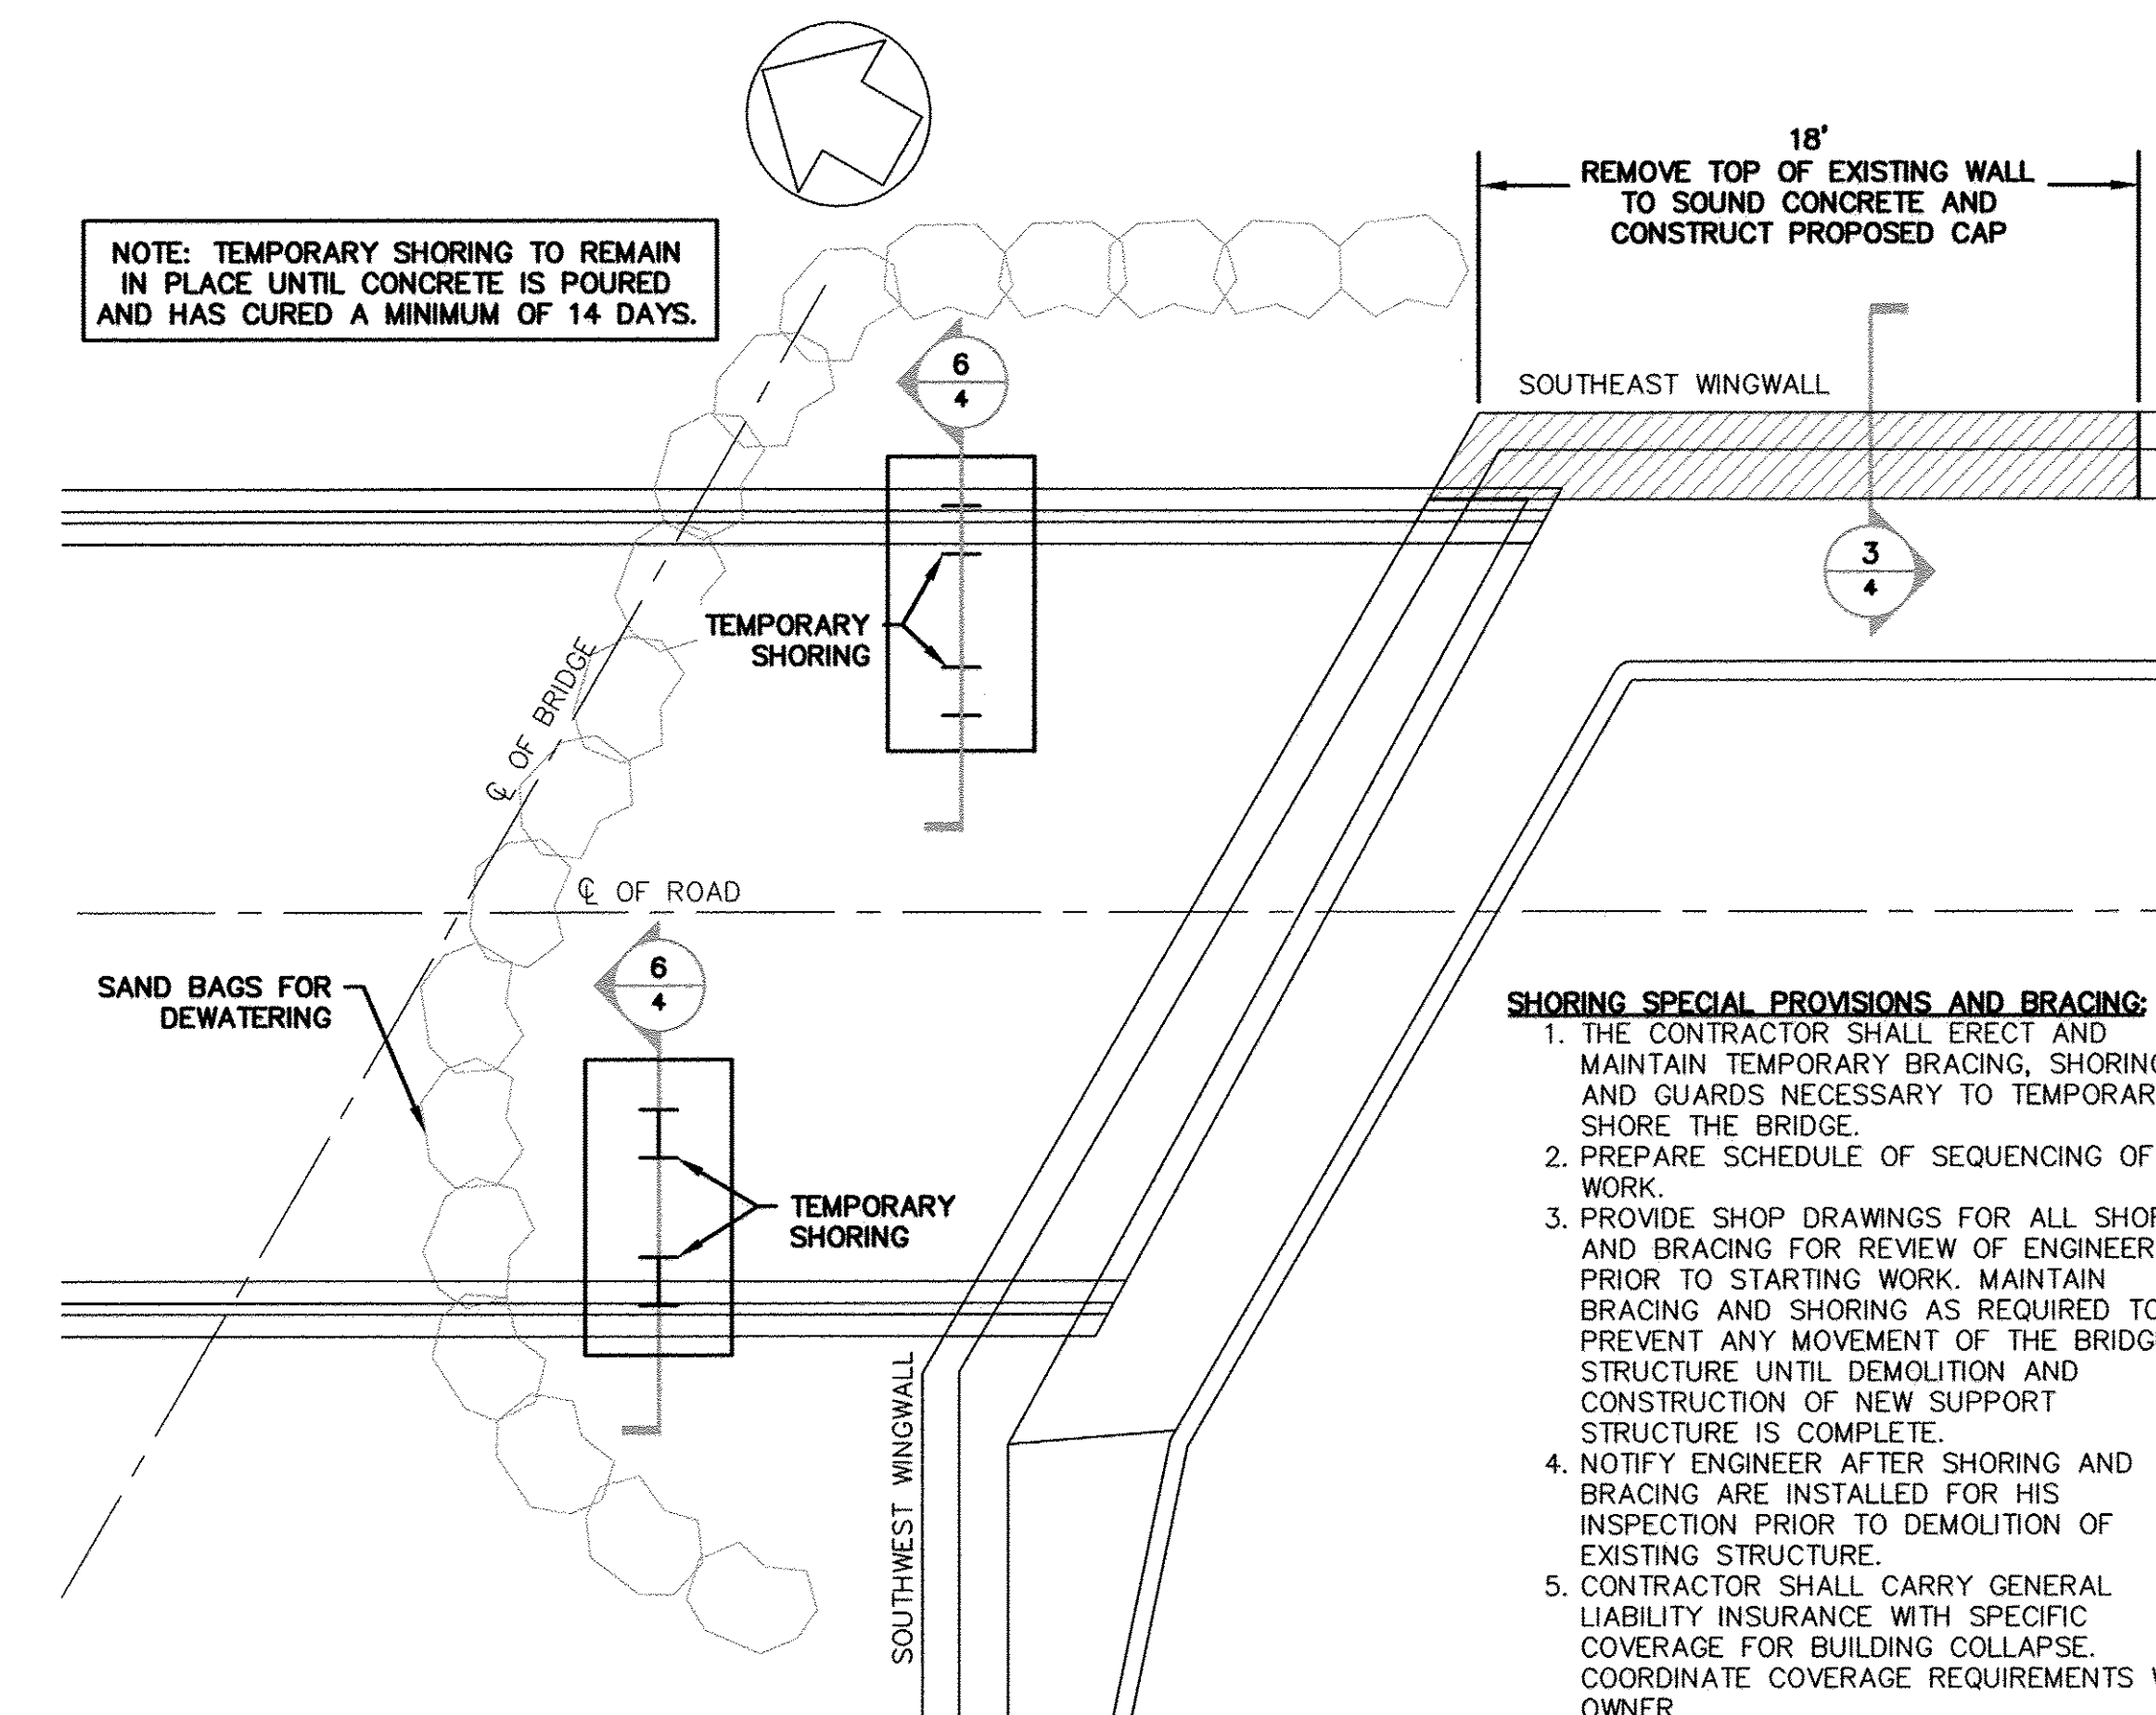 18'
REMOVE TOP OF EXISTING WALL
TO SOUND CONCRETE AND
CONSTRUCT PROPOSED CAP
NOTE: TEMPORARY SHORING TO REMAIN
IN PLACE UNTIL CONCRETE IS POURED
AND HAS CURED A MINIMUM OF 14 DAYS.
6
4
SOUTHEAST WINGWALL
3
4
TEMPORARY
SHORING
℄ OF BRIDGE
℄ OF ROAD
6
4
SAND BAGS FOR
DEWATERING
TEMPORARY
SHORING
SOUTHWEST WINGWALL
SHORING SPECIAL PROVISIONS AND BRACING:
1. THE CONTRACTOR SHALL ERECT AND
MAINTAIN TEMPORARY BRACING, SHORING
AND GUARDS NECESSARY TO TEMPORAR
SHORE THE BRIDGE.
2. PREPARE SCHEDULE OF SEQUENCING OF
WORK.
3. PROVIDE SHOP DRAWINGS FOR ALL SHOR
AND BRACING FOR REVIEW OF ENGINEER
PRIOR TO STARTING WORK. MAINTAIN
BRACING AND SHORING AS REQUIRED TO
PREVENT ANY MOVEMENT OF THE BRIDG
STRUCTURE UNTIL DEMOLITION AND
CONSTRUCTION OF NEW SUPPORT
STRUCTURE IS COMPLETE.
4. NOTIFY ENGINEER AFTER SHORING AND
BRACING ARE INSTALLED FOR HIS
INSPECTION PRIOR TO DEMOLITION OF
EXISTING STRUCTURE.
5. CONTRACTOR SHALL CARRY GENERAL
LIABILITY INSURANCE WITH SPECIFIC
COVERAGE FOR BUILDING COLLAPSE.
COORDINATE COVERAGE REQUIREMENTS
OWNER